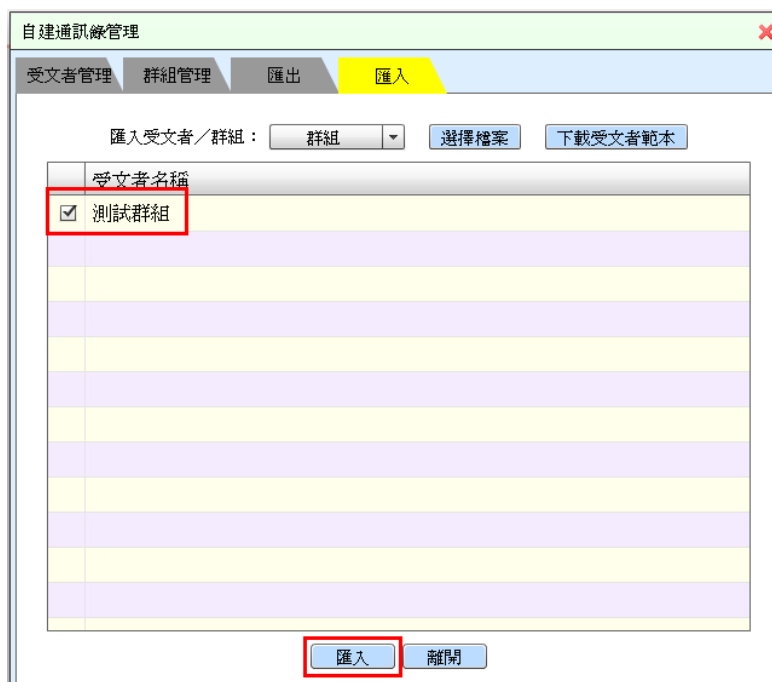 自建通訊錄管理
受文者管理 群組管理 匯出 匯入
匯入受文者／群組： 群組 選擇檔案 下載受文者範本
受文者名稱
測試群組
匯入 離開